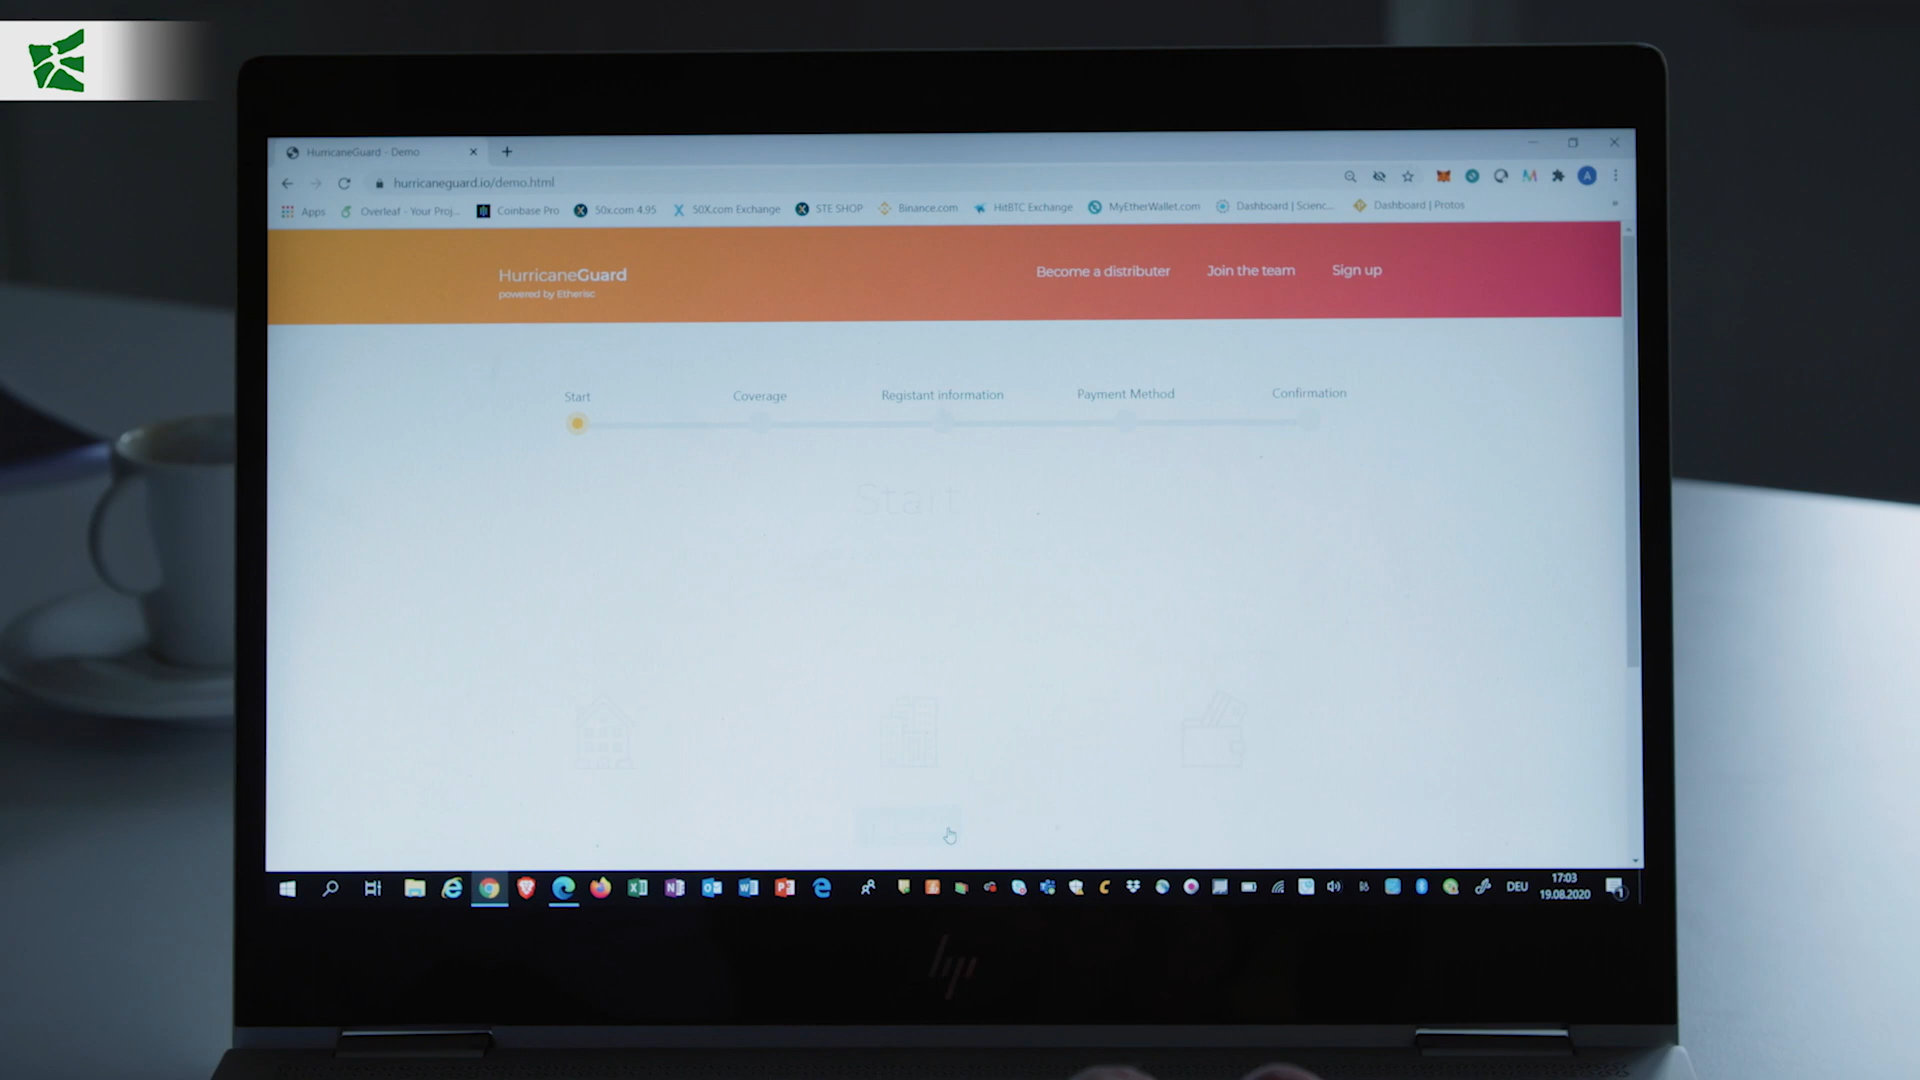 HurricaneGuard - Demo
hurricaneguard.io/demo.html
Apps Overleaf - Your Proj... Coinbase Pro 50x.com 4.95 50X.com Exchange STE SHOP Binance.com HitBTC Exchange MyEtherWallet.com Dashboard | Scienc... Dashboard | Protos
HurricaneGuard
powered by Etherisc
Become a distributer Join the team Sign up
Start Coverage Registant information Payment Method Confirmation
Start
DEU
17:03
19.08.2020
hp